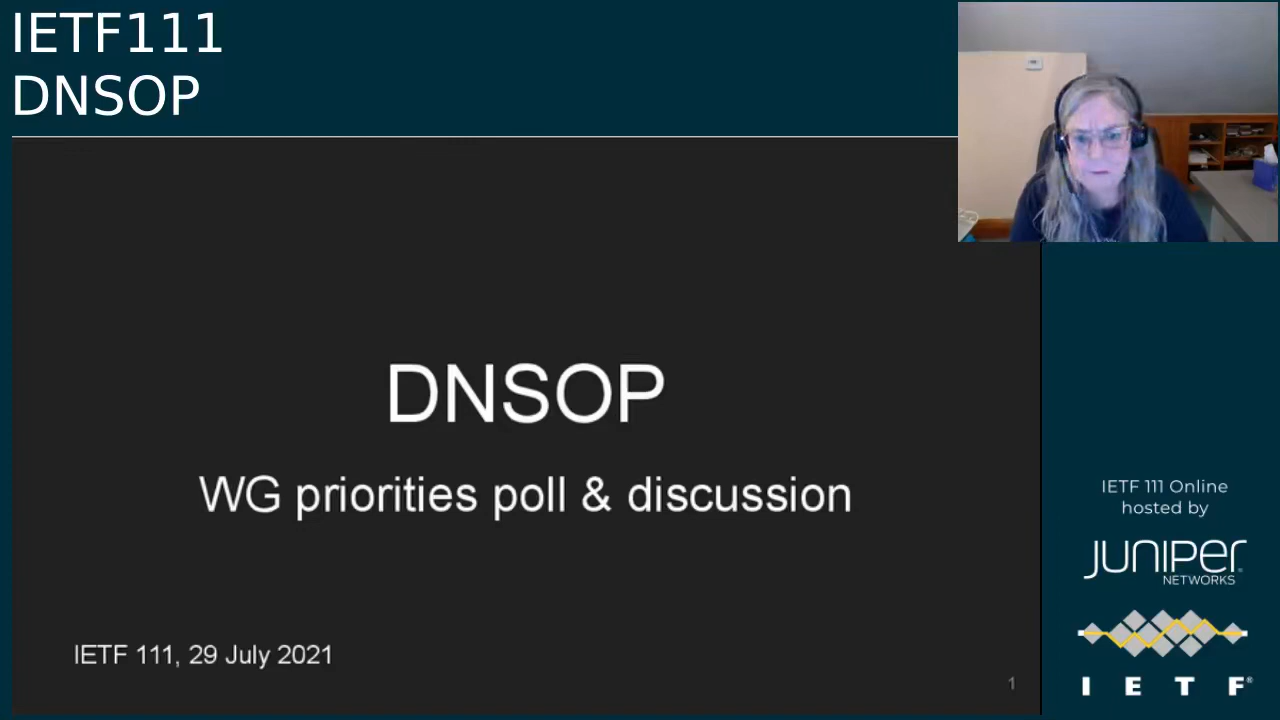 IETF111
DNSOP
DNSOP
WG priorities poll & discussion
IETF 111, 29 July 2021
1
IETF 111 Online
hosted by
JUNIPER
NETWORKS
I E T F®